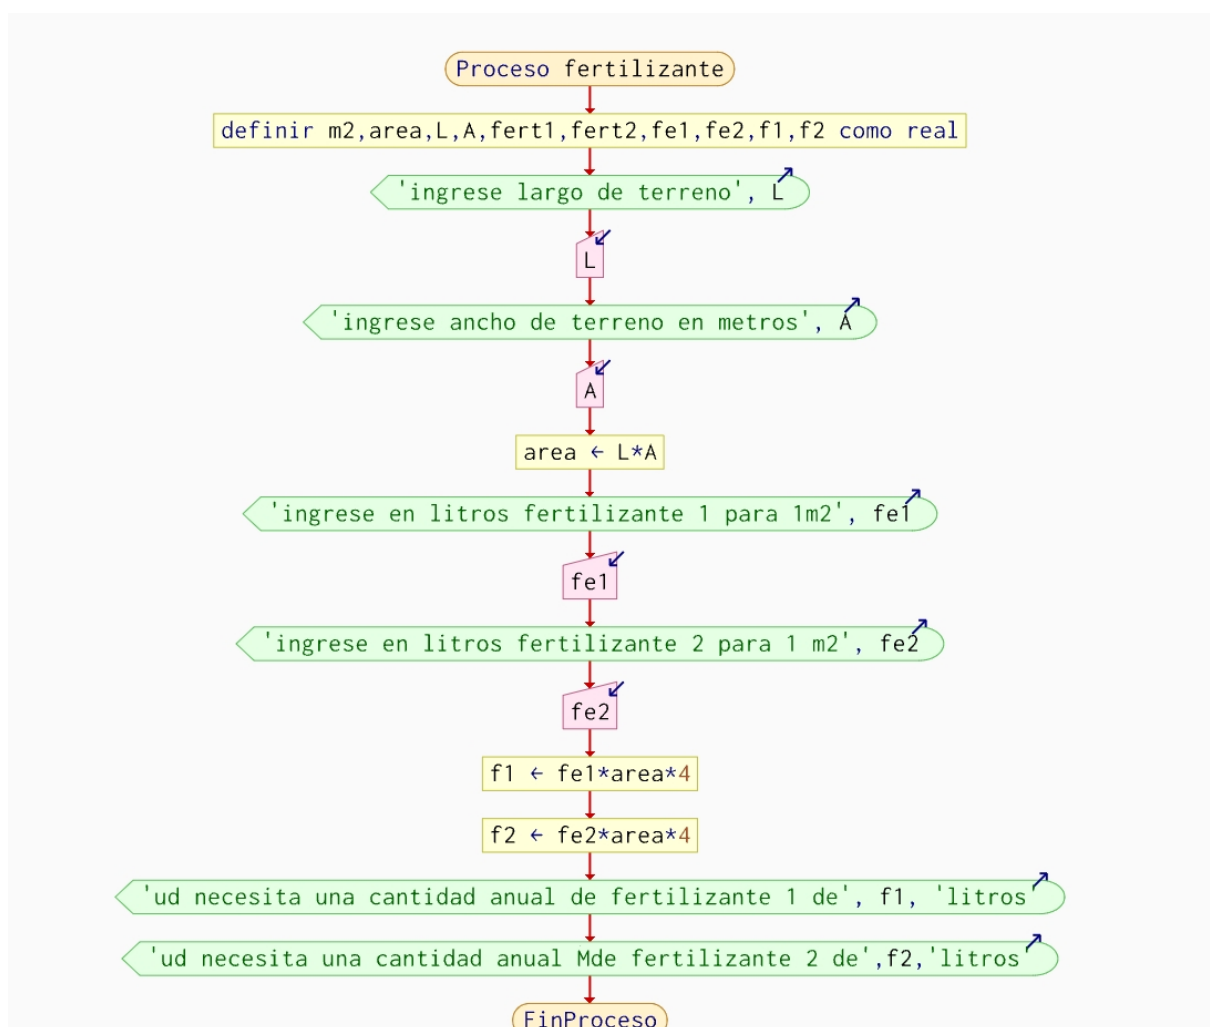 Proceso fertilizante
definir m2,area,L,A,fert1,fert2,fe1,fe2,f1,f2 como real
'ingrese largo de terreno', L
L
'ingrese ancho de terreno en metros', A
A
area ← L*A
'ingrese en litros fertilizante 1 para 1m2', fe1
fe1
'ingrese en litros fertilizante 2 para 1 m2', fe2
fe2
f1 ← fe1*area*4
f2 ← fe2*area*4
'ud necesita una cantidad anual de fertilizante 1 de', f1, 'litros'
'ud necesita una cantidad anual Mde fertilizante 2 de',f2,'litros'
FinProceso